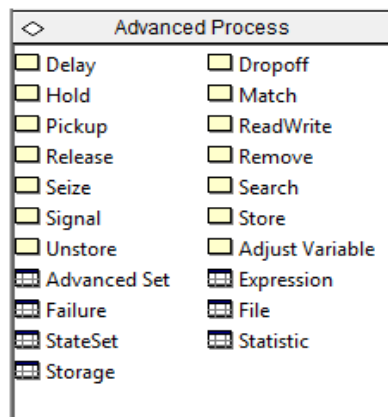 Advanced Process
Delay Dropoff
Hold Match
Pickup ReadWrite
Release Remove
Seize Search
Signal Store
Unstore Adjust Variable
Advanced Set Expression
Failure File
StateSet Statistic
Storage